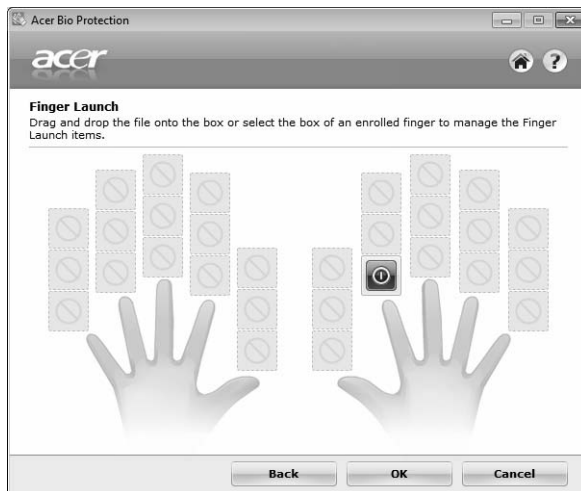 Acer Bio Protection
acer
Finger Launch
Drag and drop the file onto the box or select the box of an enrolled finger to manage the Finger
Launch items.
Back OK Cancel